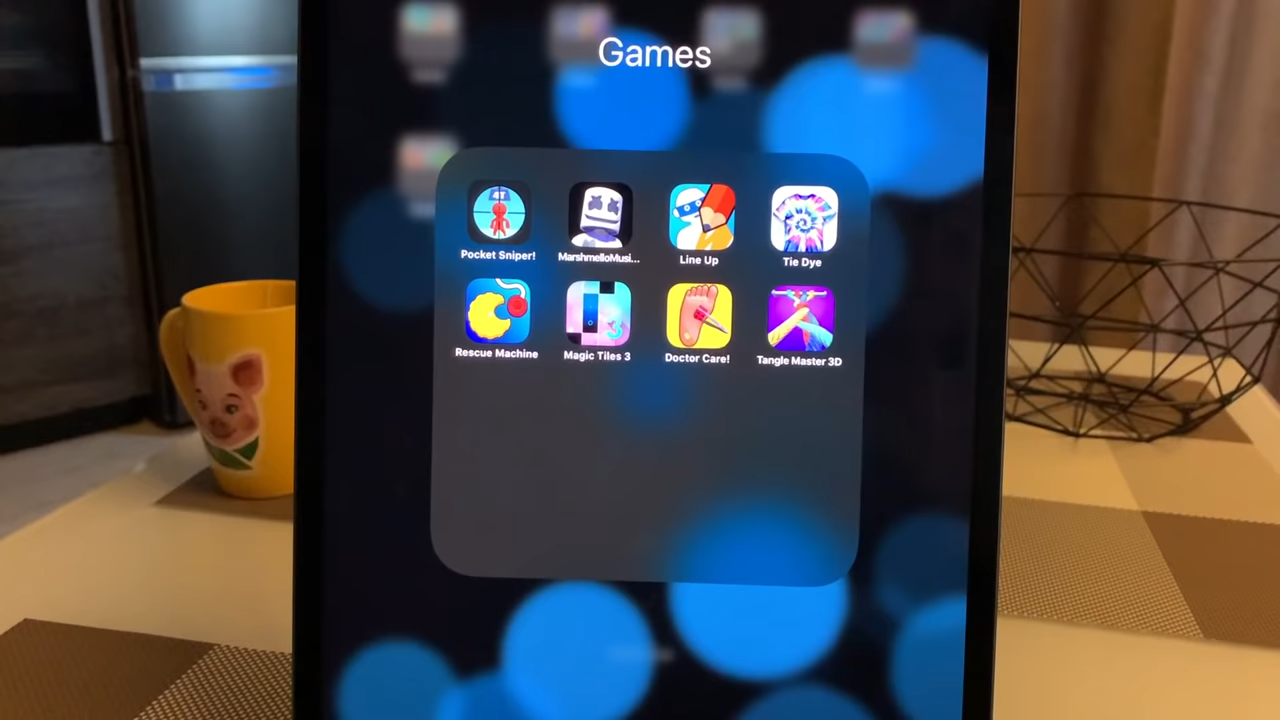 Games
Pocket Sniper!
MarshmelloMusi...
Line Up
Tie Dye
Rescue Machine
Magic Tiles 3
Doctor Care!
Tangle Master 3D